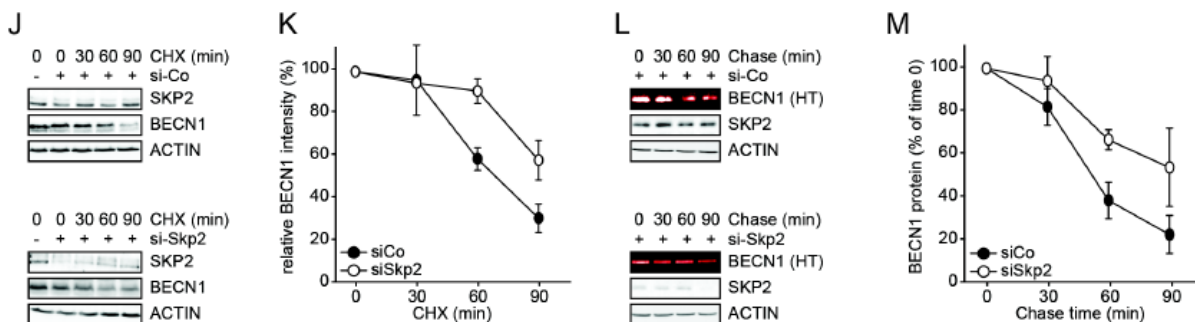 J
0 0 30 60 90 CHX (min)
- + + + + si-Co
SKP2
BECN1
ACTIN
0 0 30 60 90 CHX (min)
- + + + + si-Skp2
SKP2
BECN1
ACTIN
K
relative BECN1 intensity (%)
100
80
60
40
20
siCo
siSkp2
0 30 60 90
CHX (min)
L
0 30 60 90 Chase (min)
+ + + + si-Co
BECN1 (HT)
SKP2
ACTIN
0 30 60 90 Chase (min)
+ + + + si-Skp2
BECN1 (HT)
SKP2
ACTIN
M
BECN1 protein (% of time 0)
100
80
60
40
20
siCo
siSkp2
0 30 60 90
Chase time (min)